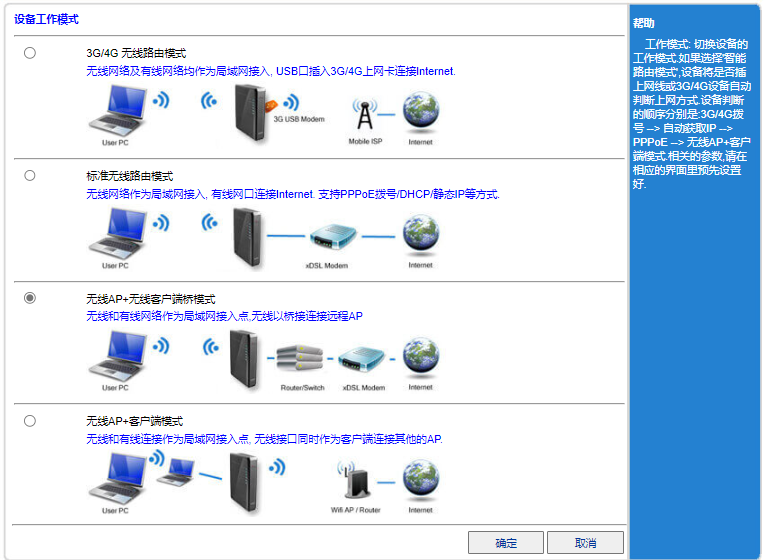 设备工作模式
3G/4G 无线路由模式
无线网络及有线网络均作为局域网接入, USB口插入3G/4G上网卡连接Internet.
User PC
3G USB Modem
Mobile ISP
Internet
标准无线路由模式
无线网络作为局域网接入, 有线网口连接Internet. 支持PPPoE拨号/DHCP/静态IP等方式.
User PC
xDSL Modem
Internet
无线AP+无线客户端桥模式
无线和有线网络作为局域网接入点,无线以桥接连接远程AP
User PC
Router/Switch
xDSL Modem
Internet
无线AP+客户端模式
无线和有线连接作为局域网接入点, 无线接口同时作为客户端连接其他的AP.
User PC
Wifi AP / Router
Internet
确定
取消
帮助
工作模式: 切换设备的
工作模式.如果选择'智能
路由模式',设备将是否插
上网线或3G/4G设备自动
判断上网方式.设备判断
的顺序分别是:3G/4G拨
号 --> 自动获取IP -->
PPPoE --> 无线AP+客户
端模式.相关的参数,请在
相应的界面里预先设置
好.